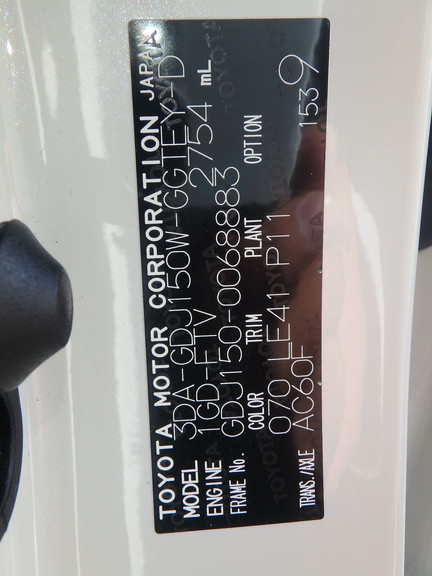 TOYOTA MOTOR CORPORATION JAPAN
MODEL 3DA-GDJ150W-GGTEY-D
ENGINE 1GD-FTV 2754 mL
FRAME No. GDJ150-0068883
COLOR TRIM PLANT OPTION
070 LE41 P11
TRANS./AXLE AC60F 1539